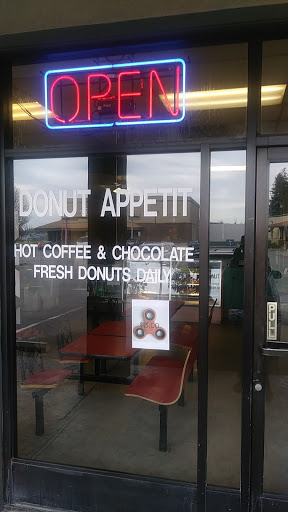 OPEN
DONUT APPETIT
HOT COFFEE & CHOCOLATE
FRESH DONUTS DAILY